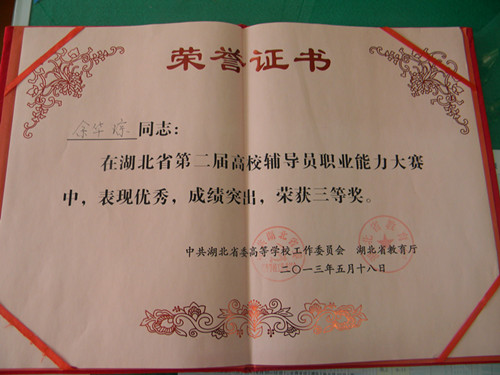 荣誉证书
余华综 同志：
在湖北省第二届高校辅导员职业能力大赛
中，表现优秀，成绩突出，荣获三等奖。
中共湖北省委高等学校工作委员会 湖北省教育厅
二〇一三年五月十八日